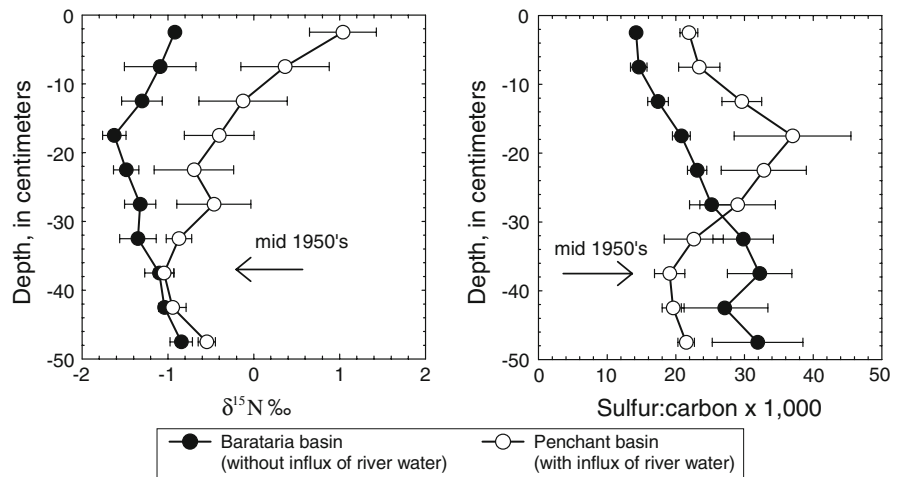 0
-10
-20
-30
-40
-50
Depth, in centimeters
mid 1950's
-2 -1 0 1 2
δ¹⁵N ‰
0
-10
-20
-30
-40
-50
Depth, in centimeters
mid 1950's
0 10 20 30 40 50
Sulfur:carbon x 1,000
Barataria basin
(without influx of river water)
Penchant basin
(with influx of river water)